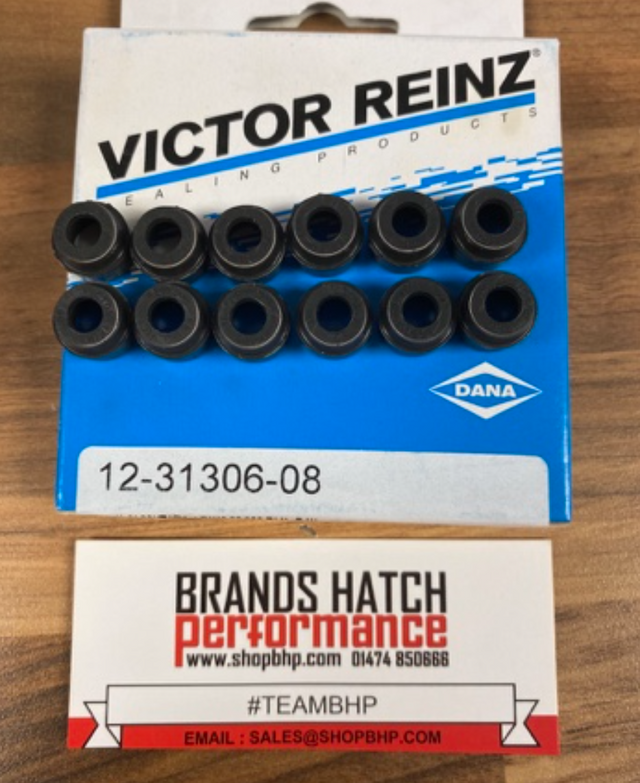 VICTOR REINZ®
EALING PRODUCTS
DANA
12-31306-08
BRANDS HATCH
performance
www.shopbhp.com 01474 850666
#TEAMBHP
EMAIL : SALES@SHOPBHP.COM